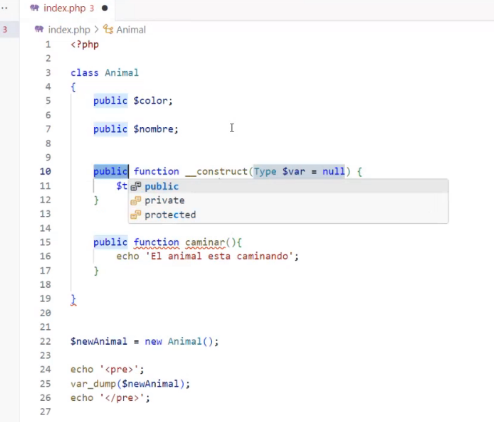 index.php 3
3
index.php > Animal
1 <?php
2
3 class Animal
4 {
5 public $color;
6
7 public $nombre;
8
9
10 public function __construct(Type $var = null) {
11 $t
public
12 }
private
13
protected
14
15 public function caminar(){
16 echo 'El animal esta caminando';
17 }
18
19 }
20
21
22 $newAnimal = new Animal();
23
24 echo '<pre>';
25 var_dump($newAnimal);
26 echo '</pre>';
27